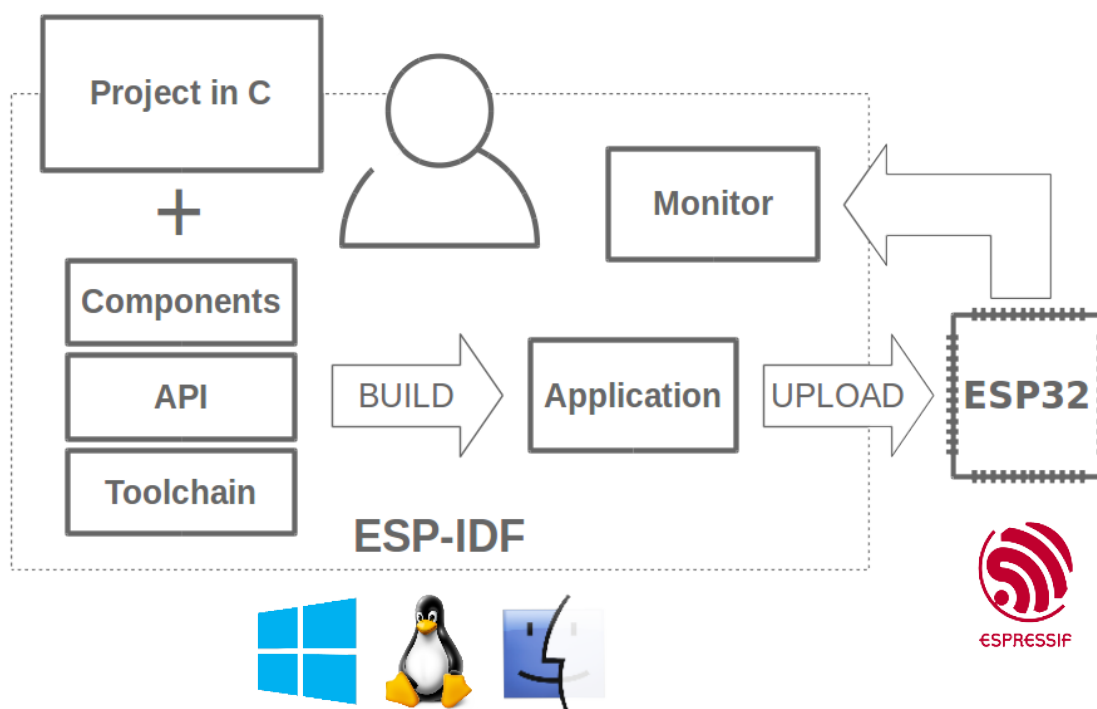 Project in C
+
Monitor
Components
API
Toolchain
BUILD
Application
UPLOAD
ESP32
ESP-IDF
ESPRESSIF